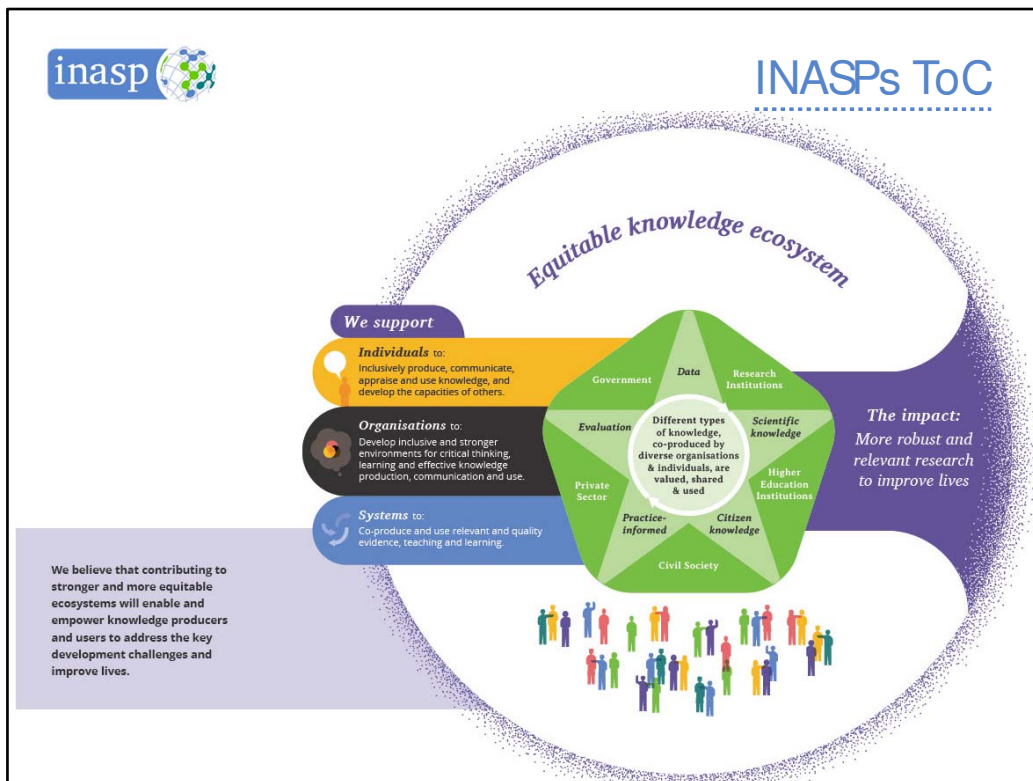 inasp
INASPs ToC
Equitable knowledge ecosystem
We support
Individuals to:
Inclusively produce, communicate,
appraise and use knowledge, and
develop the capacities of others.
Organisations to:
Develop inclusive and stronger
environments for critical thinking,
learning and effective knowledge
production, communication and use.
Systems to:
Co-produce and use relevant and quality
evidence, teaching and learning.
We believe that contributing to
stronger and more equitable
ecosystems will enable and
empower knowledge producers
and users to address the key
development challenges and
improve lives.
Government
Data
Research
Institutions
Evaluation
Different types
of knowledge,
co-produced by
diverse organisations
& individuals, are
valued, shared
& used
Scientific
knowledge
Private
Sector
Higher
Education
Institutions
Practice-
informed
Citizen
knowledge
Civil Society
The impact:
More robust and
relevant research
to improve lives